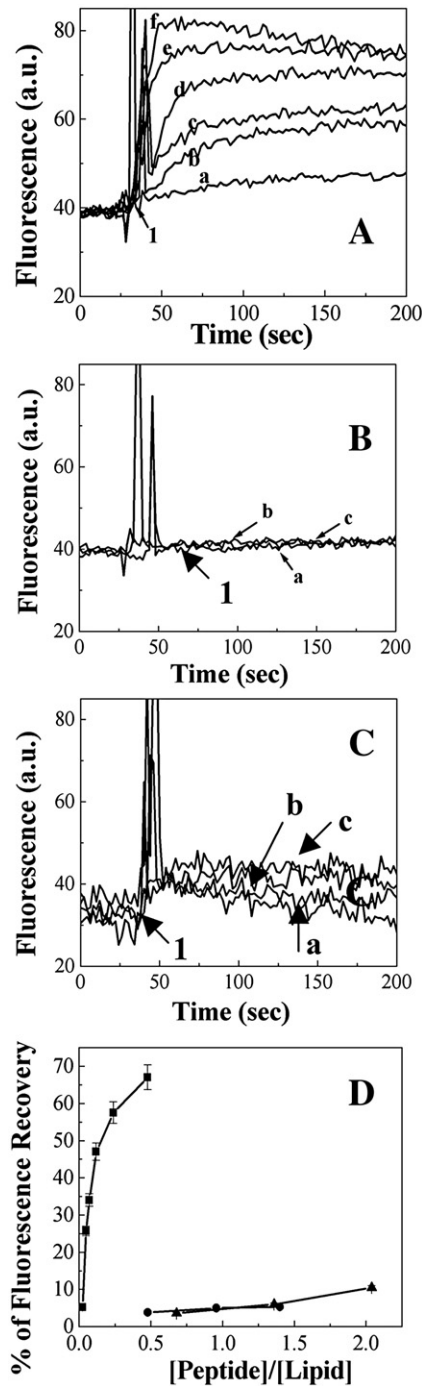 80
60
40
20
Fluorescence (a.u.)
f
e
d
c
b
a
1
A
0 50 100 150 200
Time (sec)
80
60
40
20
Fluorescence (a.u.)
B
b
c
a
1
0 50 100 150 200
Time (sec)
80
60
40
20
Fluorescence (a.u.)
C
b
c
C
1
a
0 50 100 150 200
Time (sec)
70
60
50
40
30
20
10
0
% of Fluorescence Recovery
D
0.0 0.5 1.0 1.5 2.0
[Peptide]/[Lipid]